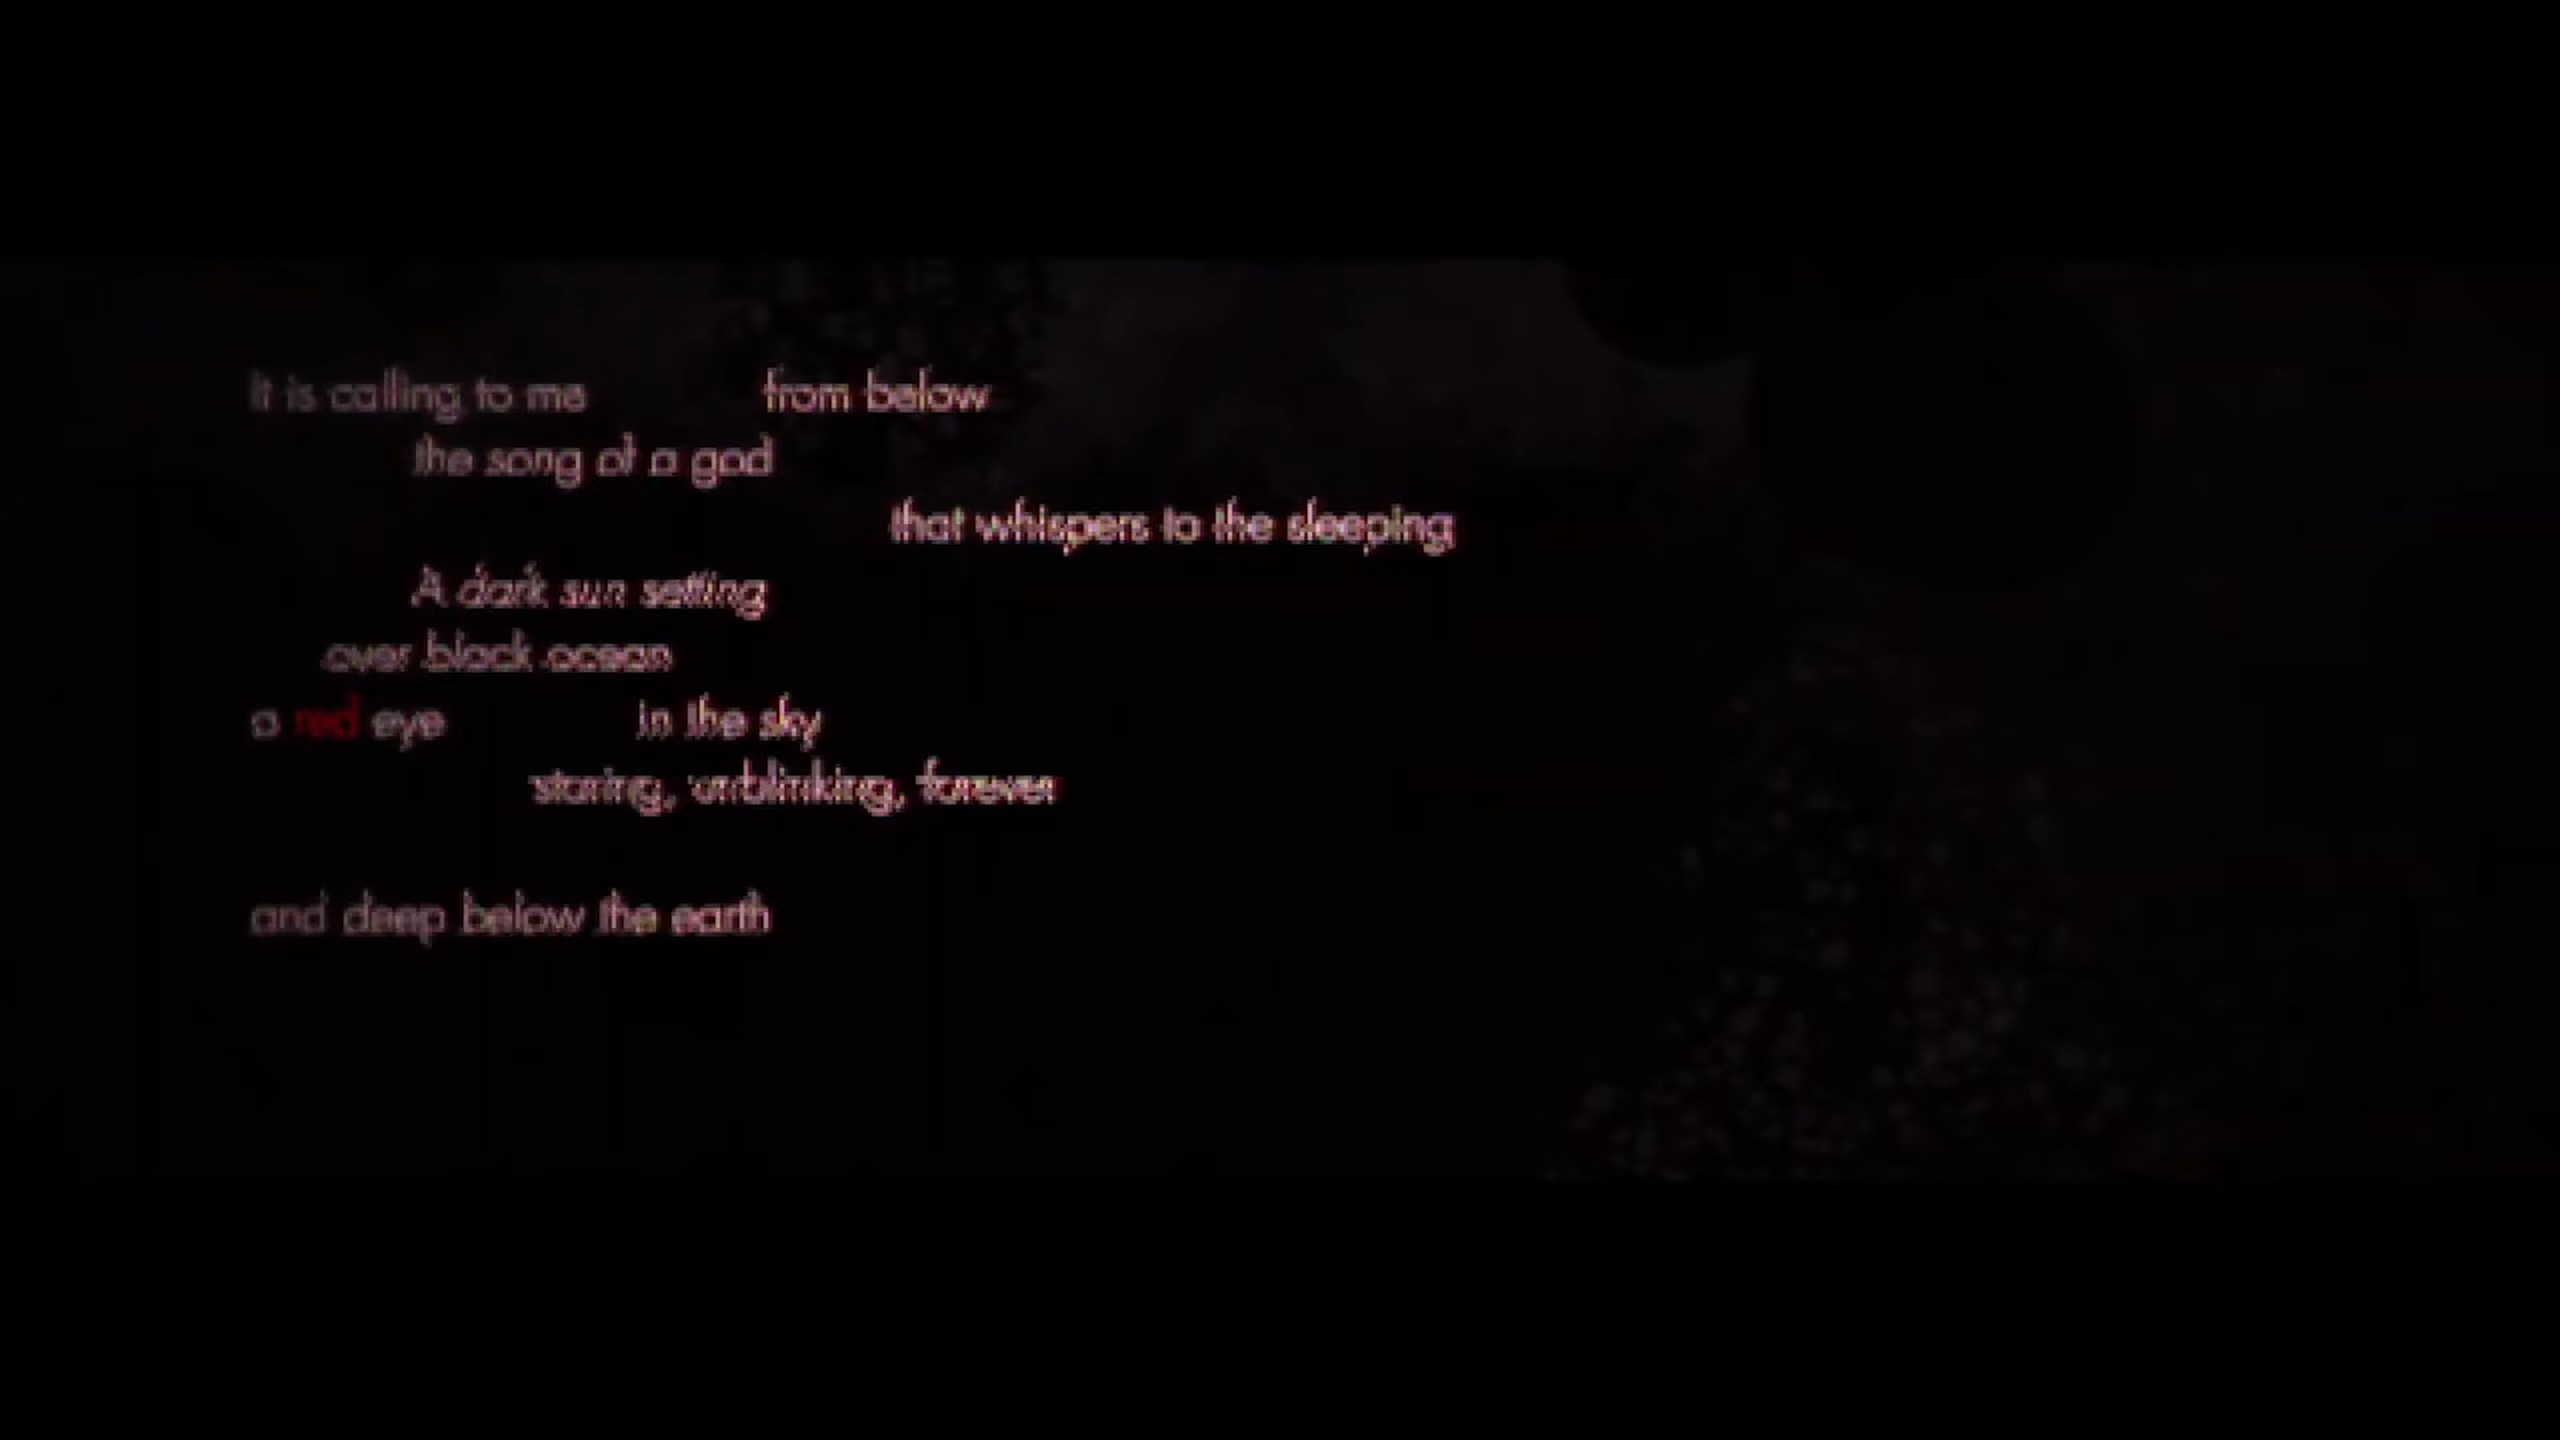 It is calling to me from below
the song of a god
that whispers to the sleeping
A dark sun setting
over black ocean
a red eye in the sky
staring, unblinking, forever
and deep below the earth